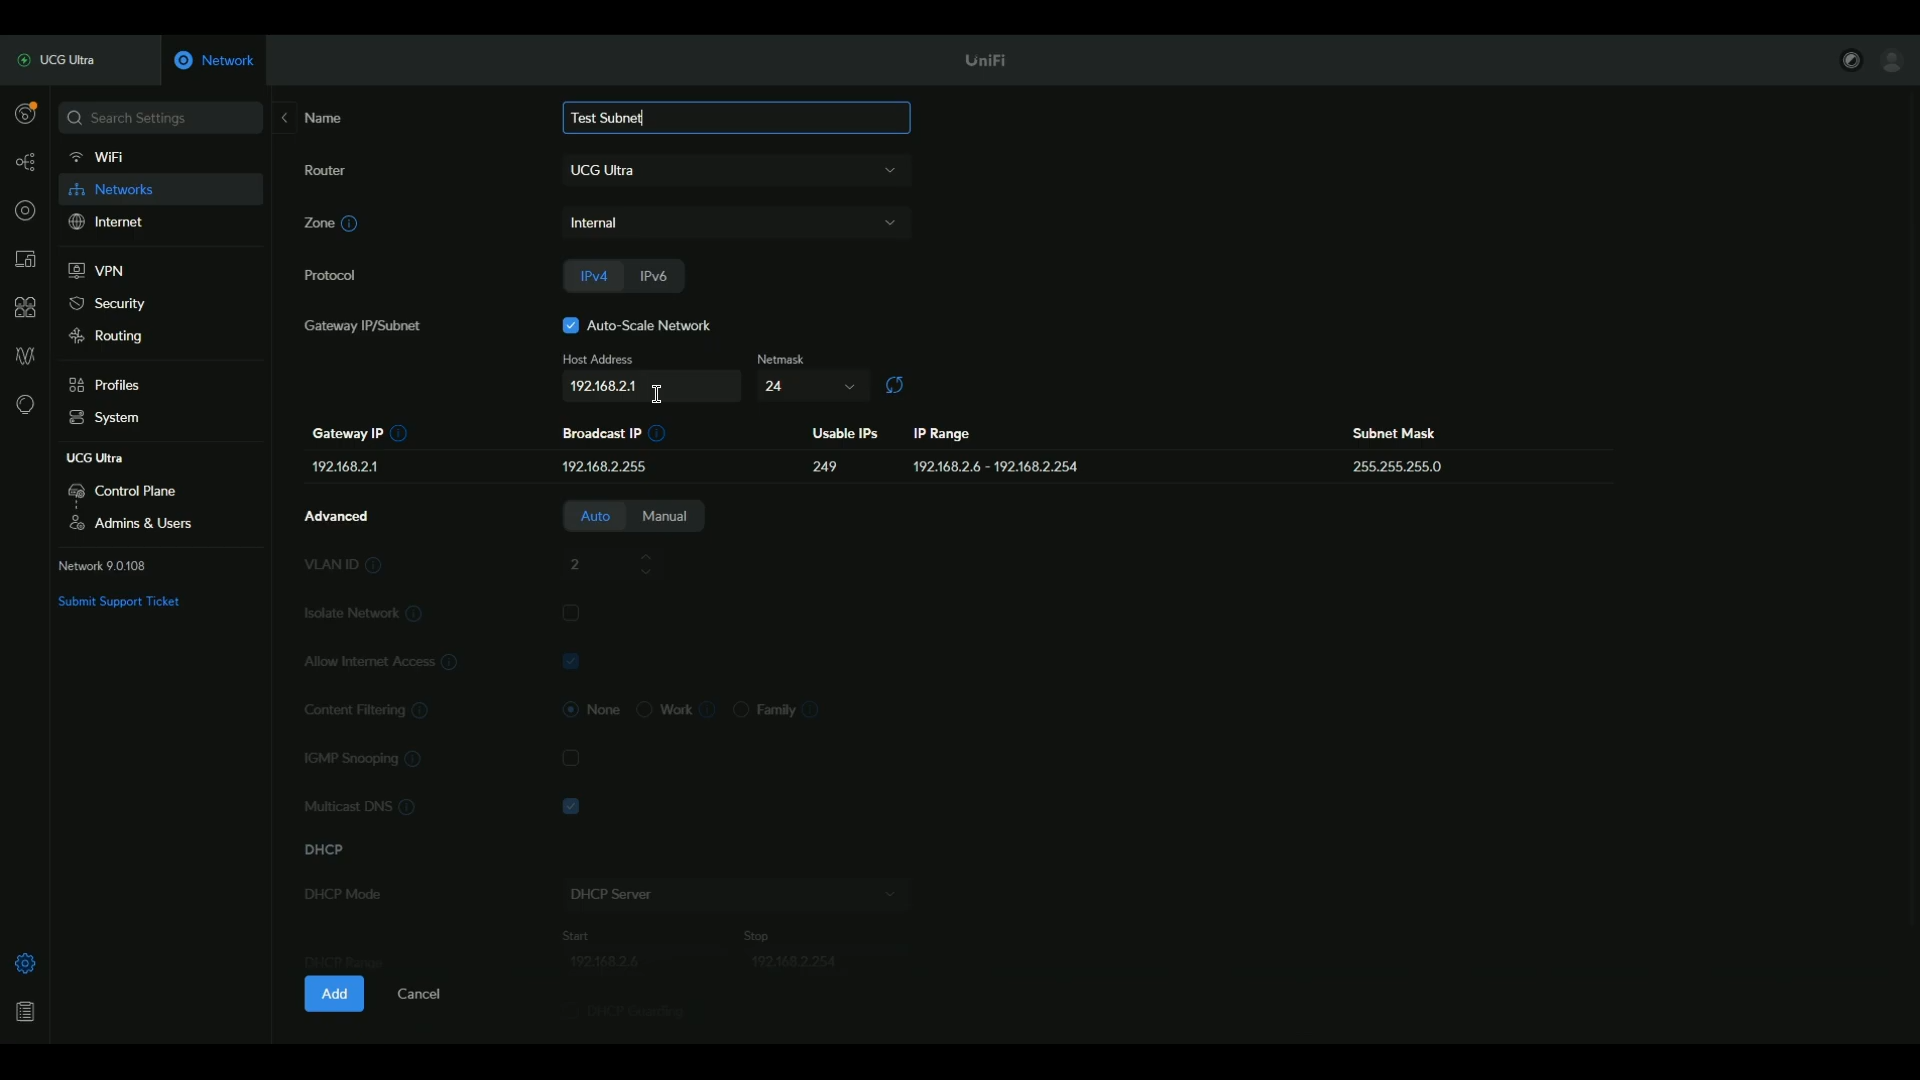 UCG Ultra Network UniFi
Search Settings
WiFi
Networks
Internet
VPN
Security
Routing
Profiles
System
UCG Ultra
Control Plane
Admins & Users
Network 9.0.108
Submit Support Ticket
Name Test Subnet
Router UCG Ultra
Zone Internal
Protocol IPv4 IPv6
Gateway IP/Subnet Auto-Scale Network
Host Address Netmask
192.168.2.1 24
Gateway IP Broadcast IP Usable IPs IP Range Subnet Mask
192.168.2.1 192.168.2.255 249 192.168.2.6 - 192.168.2.254 255.255.255.0
Advanced Auto Manual
VLAN ID 2
Isolate Network
Allow Internet Access
Content Filtering None Work Family
IGMP Snooping
Multicast DNS
DHCP
DHCP Mode DHCP Server
Start Stop
DHCP Range 192.168.2.6 192.168.2.254
Add Cancel
DHCP Guarding